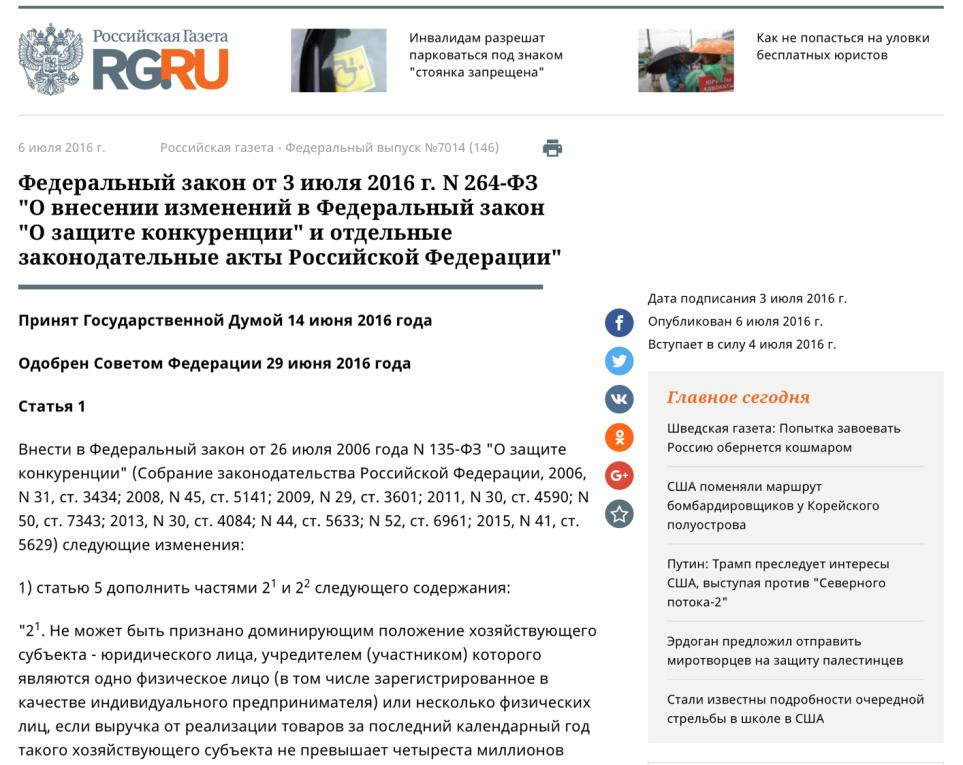 Российская Газета
RG.RU
Инвалидам разрешат
парковаться под знаком
"стоянка запрещена"
Как не попасться на уловки
бесплатных юристов
6 июля 2016 г.
Российская газета - Федеральный выпуск №7014 (146)
Федеральный закон от 3 июля 2016 г. N 264-ФЗ
"О внесении изменений в Федеральный закон
"О защите конкуренции" и отдельные
законодательные акты Российской Федерации"
Принят Государственной Думой 14 июня 2016 года
Одобрен Советом Федерации 29 июня 2016 года
Статья 1
Внести в Федеральный закон от 26 июля 2006 года N 135-ФЗ "О защите
конкуренции" (Собрание законодательства Российской Федерации, 2006,
N 31, ст. 3434; 2008, N 45, ст. 5141; 2009, N 29, ст. 3601; 2011, N 30, ст. 4590; N
50, ст. 7343; 2013, N 30, ст. 4084; N 44, ст. 5633; N 52, ст. 6961; 2015, N 41, ст.
5629) следующие изменения:
1) статью 5 дополнить частями 2¹ и 2² следующего содержания:
"2¹. Не может быть признано доминирующим положение хозяйствующего
субъекта - юридического лица, учредителем (участником) которого
являются одно физическое лицо (в том числе зарегистрированное в
качестве индивидуального предпринимателя) или несколько физических
лиц, если выручка от реализации товаров за последний календарный год
такого хозяйствующего субъекта не превышает четыреста миллионов
Дата подписания 3 июля 2016 г.
Опубликован 6 июля 2016 г.
Вступает в силу 4 июля 2016 г.
Главное сегодня
Шведская газета: Попытка завоевать
Россию обернется кошмаром
США поменяли маршрут
бомбардировщиков у Корейского
полуострова
Путин: Трамп преследует интересы
США, выступая против "Северного
потока-2"
Эрдоган предложил отправить
миротворцев на защиту палестинцев
Стали известны подробности очередной
стрельбы в школе в США